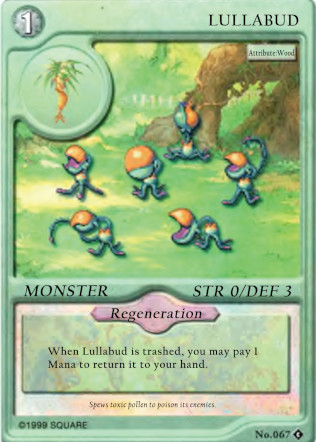 1
LULLABUD
Attribute:Wood
MONSTER STR 0/DEF 3
Regeneration
When Lullabud is trashed, you may pay 1
Mana to return it to your hand.
Spews toxic pollen to poison its enemies.
©1999 SQUARE
No.067